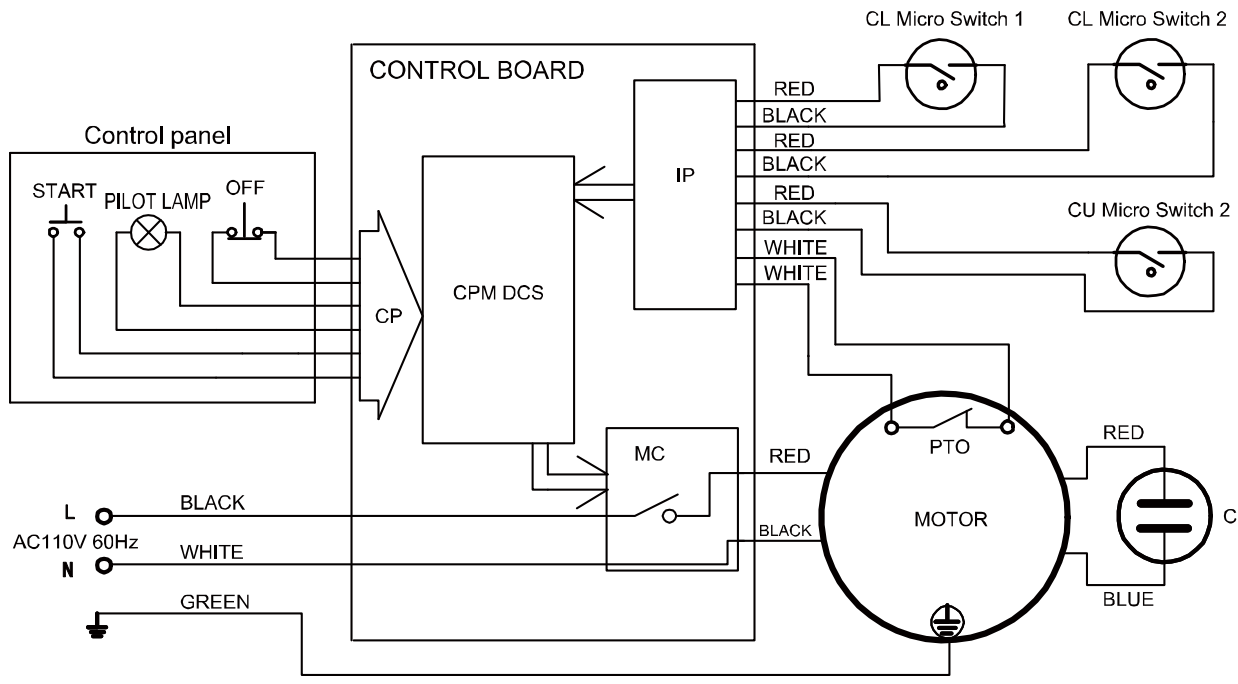 CL Micro Switch 1
CL Micro Switch 2
CONTROL BOARD
RED
BLACK
RED
BLACK
RED
BLACK
WHITE
WHITE
Control panel
START
PILOT LAMP
OFF
IP
CU Micro Switch 2
CP
CPM DCS
PTO
MC
RED
RED
MOTOR
C
L
BLACK
BLACK
AC110V 60Hz
N
WHITE
BLUE
GREEN